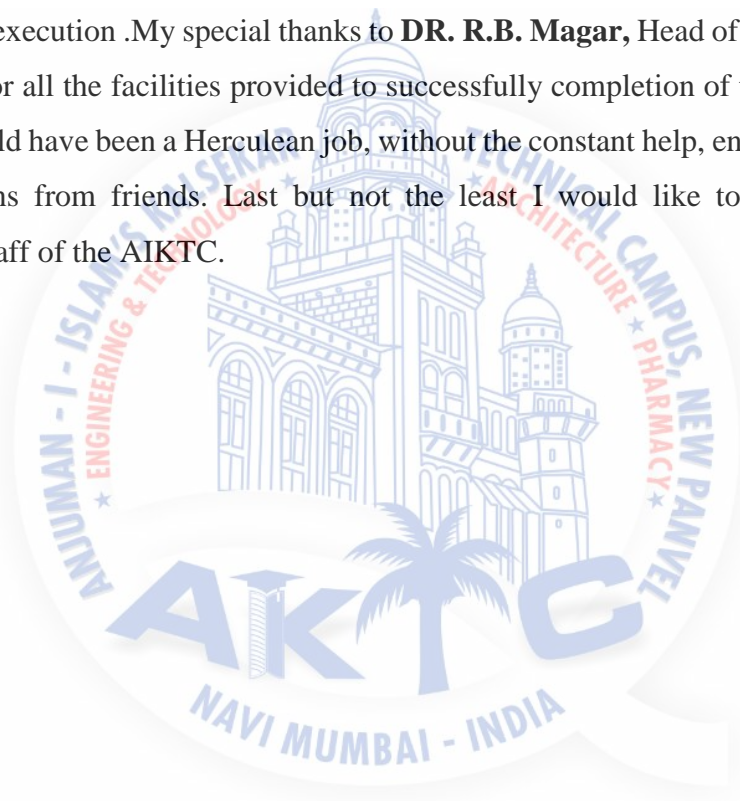 execution .My special thanks to DR. R.B. Magar, Head of
or all the facilities provided to successfully completion of
ld have been a Herculean job, without the constant help, en
ns from friends. Last but not the least I would like to
aff of the AIKTC.
ANJUMAN - I - ISLAM'S KALSEKAR TECHNICAL CAMPUS, NEW PANVEL
★ ENGINEERING & TECHNOLOGY ★ ARCHITECTURE ★ PHARMACY ★
AIKTC
NAVI MUMBAI - INDIA